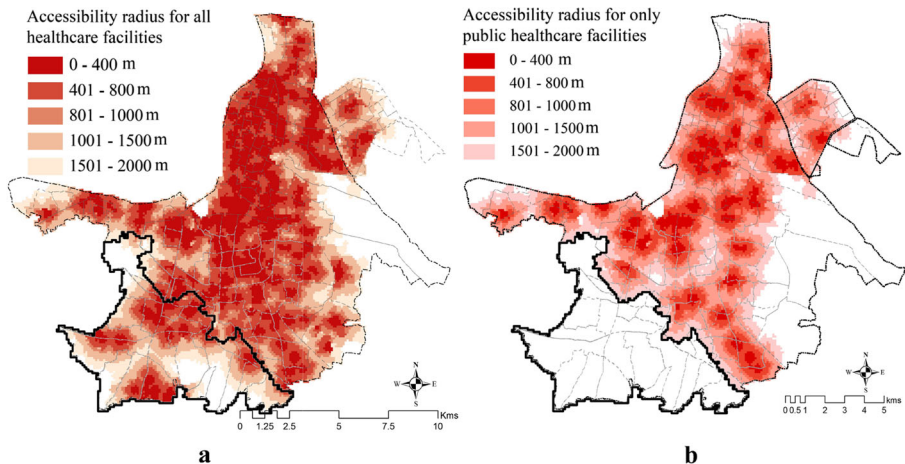 Accessibility radius for all
healthcare facilities
0 - 400 m
401 - 800 m
801 - 1000 m
1001 - 1500 m
1501 - 2000 m
N
W E
S
Kms
0 1.25 2.5 5 7.5 10
a
Accessibility radius for only
public healthcare facilities
0 - 400 m
401 - 800 m
801 - 1000 m
1001 - 1500 m
1501 - 2000 m
N
W E
S
kms
0 0.5 1 2 3 4 5
b